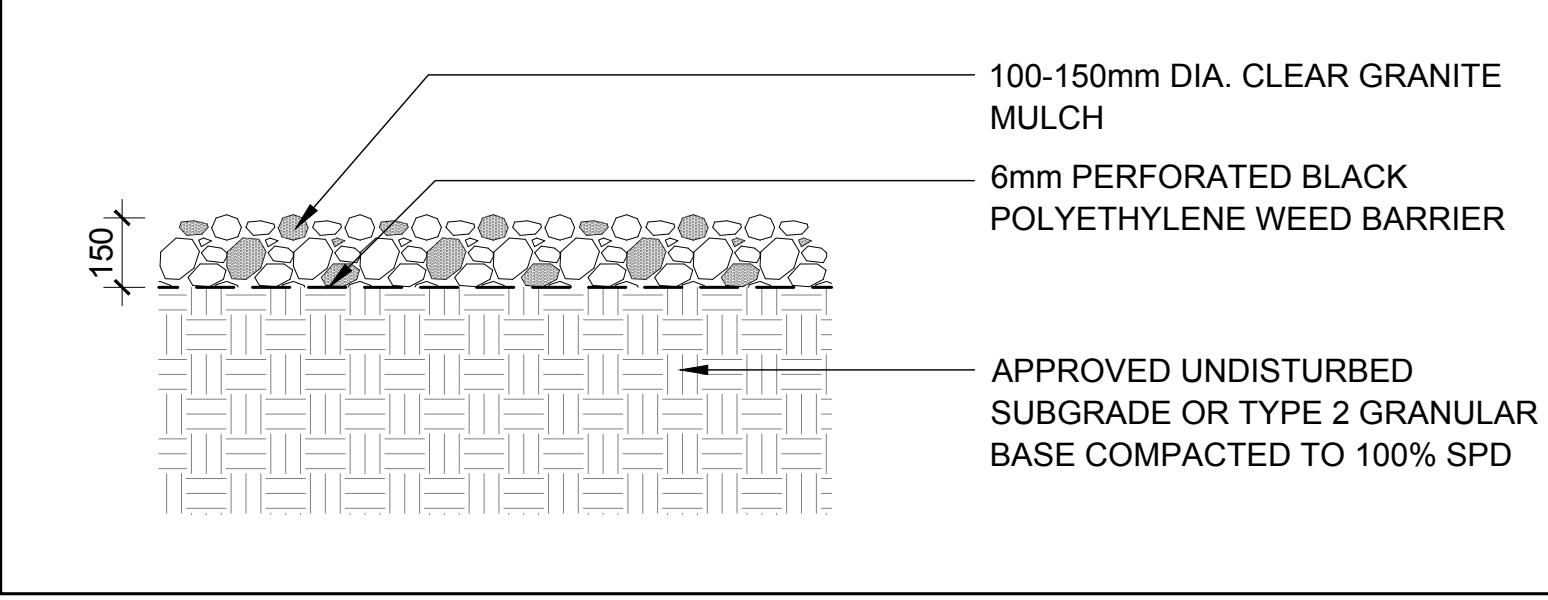 100-150mm DIA. CLEAR GRANITE
MULCH
6mm PERFORATED BLACK
POLYETHYLENE WEED BARRIER
150
APPROVED UNDISTURBED
SUBGRADE OR TYPE 2 GRANULAR
BASE COMPACTED TO 100% SPD